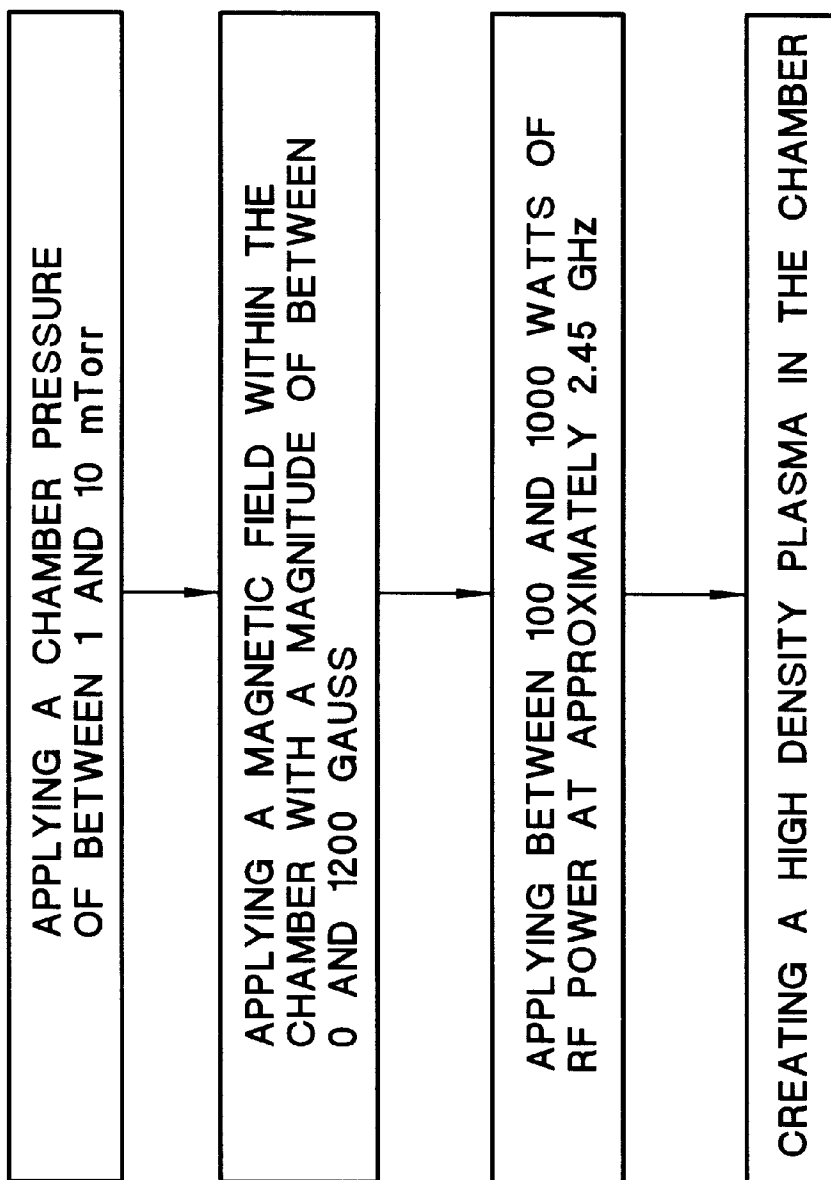 APPLYING A CHAMBER PRESSURE
OF BETWEEN 1 AND 10 mTorr
APPLYING A MAGNETIC FIELD WITHIN THE
CHAMBER WITH A MAGNITUDE OF BETWEEN
0 AND 1200 GAUSS
APPLYING BETWEEN 100 AND 1000 WATTS OF
RF POWER AT APPROXIMATELY 2.45 GHz
CREATING A HIGH DENSITY PLASMA IN THE CHAMBER